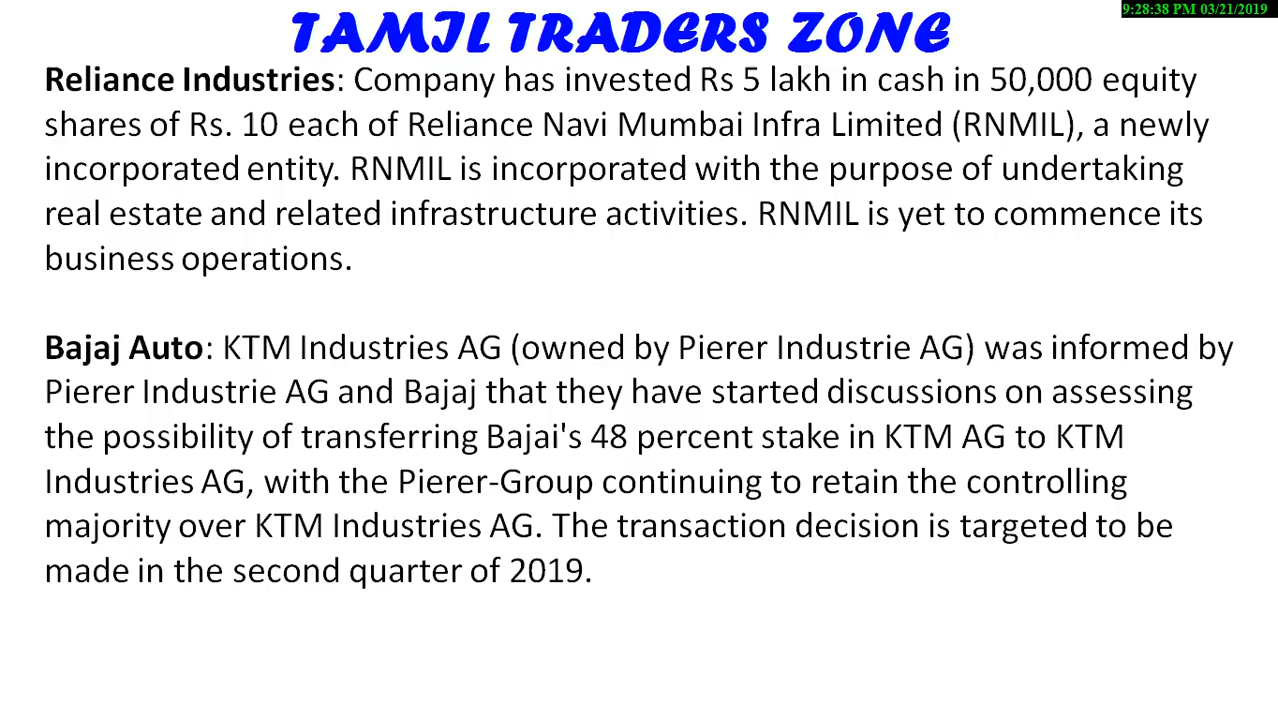 9:28:38 PM 03/21/2019
TAMIL TRADERS ZONE
Reliance Industries: Company has invested Rs 5 lakh in cash in 50,000 equity
shares of Rs. 10 each of Reliance Navi Mumbai Infra Limited (RNMIL), a newly
incorporated entity. RNMIL is incorporated with the purpose of undertaking
real estate and related infrastructure activities. RNMIL is yet to commence its
business operations.
Bajaj Auto: KTM Industries AG (owned by Pierer Industrie AG) was informed by
Pierer Industrie AG and Bajaj that they have started discussions on assessing
the possibility of transferring Bajai's 48 percent stake in KTM AG to KTM
Industries AG, with the Pierer-Group continuing to retain the controlling
majority over KTM Industries AG. The transaction decision is targeted to be
made in the second quarter of 2019.